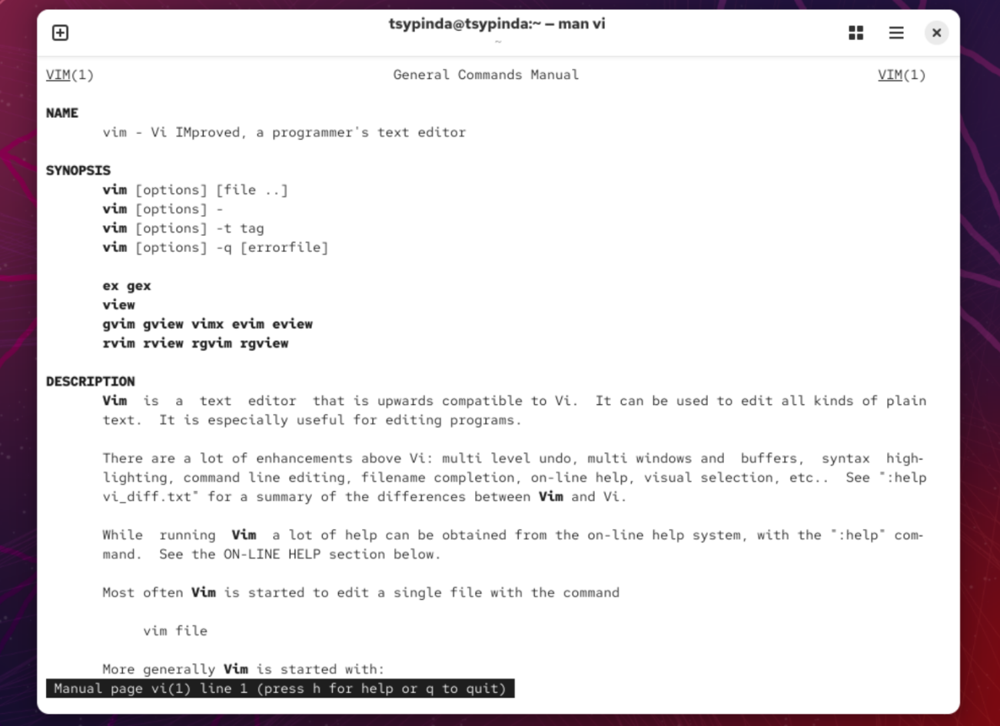 tsypinda@tsypinda:~ — man vi
~
VIM(1) General Commands Manual VIM(1)
NAME
vim - Vi IMproved, a programmer's text editor
SYNOPSIS
vim [options] [file ..]
vim [options] -
vim [options] -t tag
vim [options] -q [errorfile]
ex gex
view
gvim gview vimx evim eview
rvim rview rgvim rgview
DESCRIPTION
Vim is a text editor that is upwards compatible to Vi. It can be used to edit all kinds of plain
text. It is especially useful for editing programs.
There are a lot of enhancements above Vi: multi level undo, multi windows and buffers, syntax high-
lighting, command line editing, filename completion, on-line help, visual selection, etc.. See ":help
vi_diff.txt" for a summary of the differences between Vim and Vi.
While running Vim a lot of help can be obtained from the on-line help system, with the ":help" com-
mand. See the ON-LINE HELP section below.
Most often Vim is started to edit a single file with the command
vim file
More generally Vim is started with:
Manual page vi(1) line 1 (press h for help or q to quit)